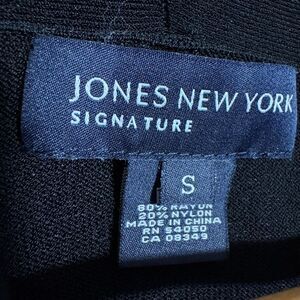 JONES NEW YORK
SIGNATURE
S
80% RAYON
20% NYLON
MADE IN CHINA
RN 54050
CA 08349